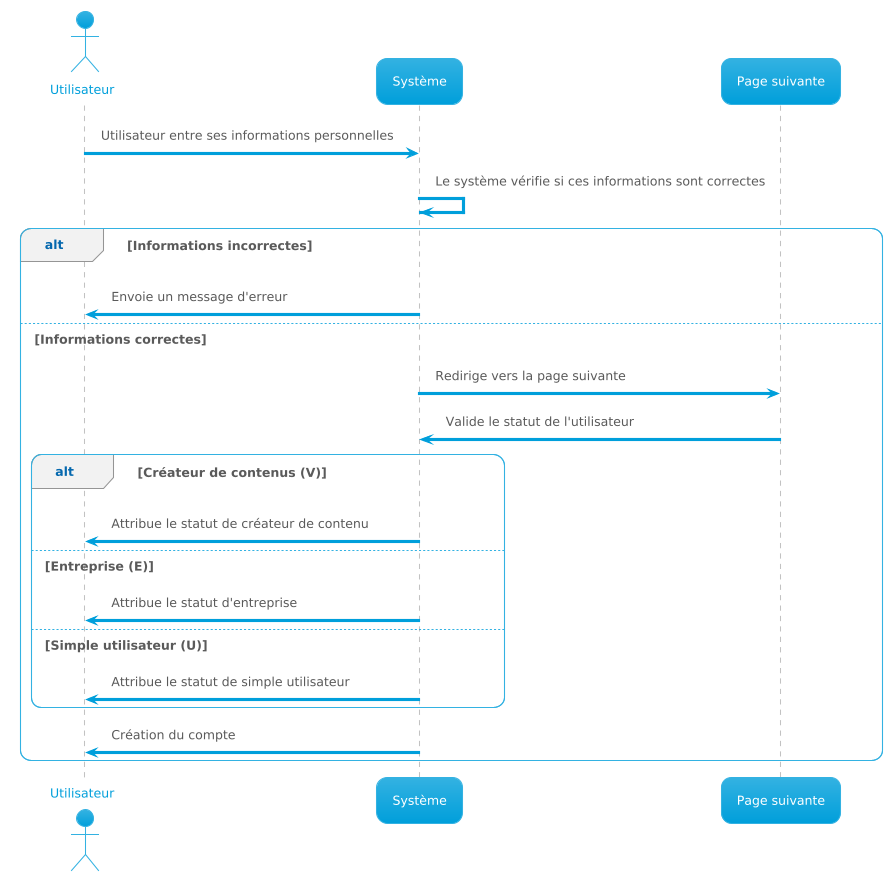 Utilisateur
Système
Page suivante
Utilisateur entre ses informations personnelles
Le système vérifie si ces informations sont correctes
alt
[Informations incorrectes]
Envoie un message d'erreur
[Informations correctes]
Redirige vers la page suivante
Valide le statut de l'utilisateur
alt
[Créateur de contenus (V)]
Attribue le statut de créateur de contenu
[Entreprise (E)]
Attribue le statut d'entreprise
[Simple utilisateur (U)]
Attribue le statut de simple utilisateur
Création du compte
Utilisateur
Système
Page suivante